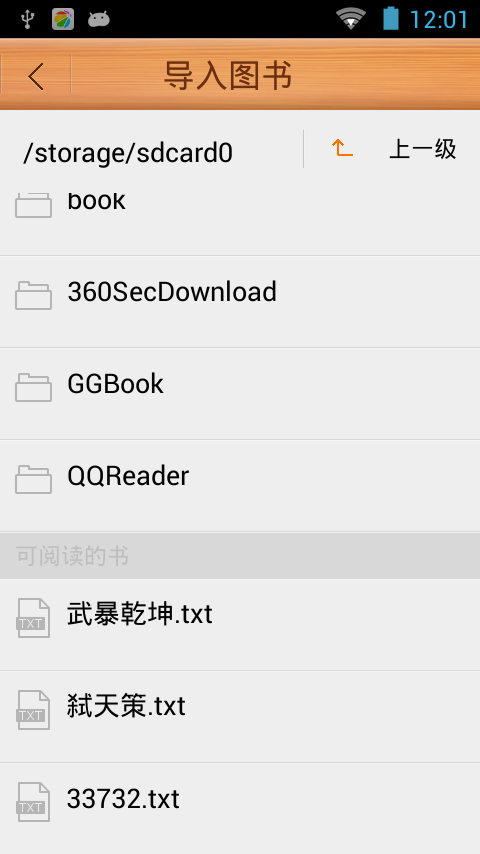 12:01
导入图书
/storage/sdcard0
上一级
book
360SecDownload
GGBook
QQReader
可阅读的书
TXT
武暴乾坤.txt
TXT
弑天策.txt
TXT
33732.txt